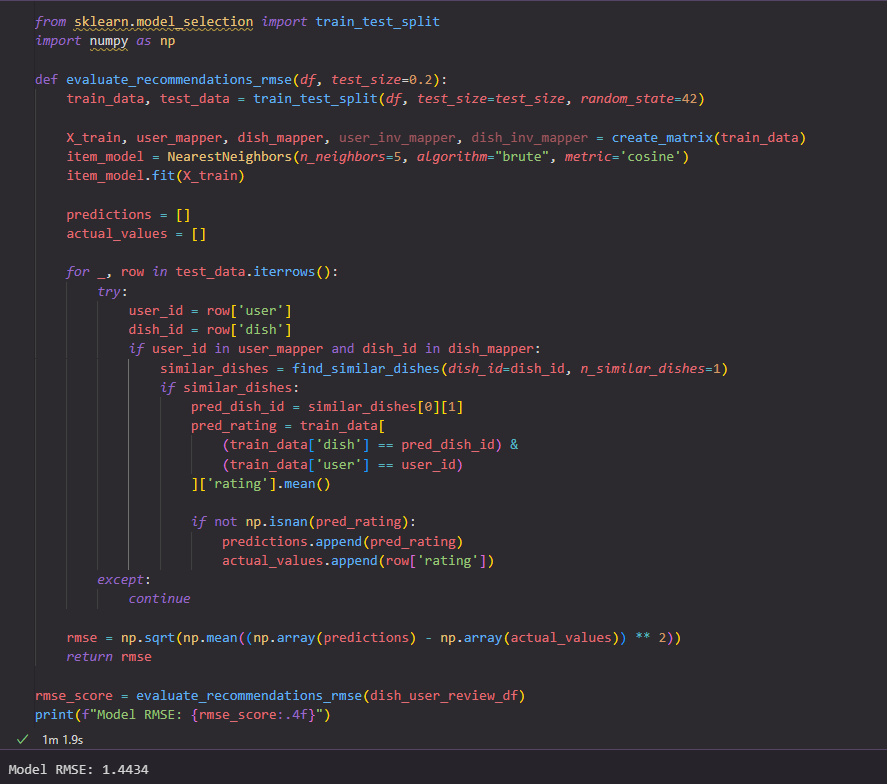 from sklearn.model_selection import train_test_split
import numpy as np
def evaluate_recommendations_rmse(df, test_size=0.2):
    train_data, test_data = train_test_split(df, test_size=test_size, random_state=42)
    X_train, user_mapper, dish_mapper, user_inv_mapper, dish_inv_mapper = create_matrix(train_data)
    item_model = NearestNeighbors(n_neighbors=5, algorithm="brute", metric='cosine')
    item_model.fit(X_train)
    predictions = []
    actual_values = []
    for _, row in test_data.iterrows():
        try:
            user_id = row['user']
            dish_id = row['dish']
            if user_id in user_mapper and dish_id in dish_mapper:
                similar_dishes = find_similar_dishes(dish_id=dish_id, n_similar_dishes=1)
                if similar_dishes:
                    pred_dish_id = similar_dishes[0][1]
                    pred_rating = train_data[
                        (train_data['dish'] == pred_dish_id) &
                        (train_data['user'] == user_id)
                    ]['rating'].mean()
                    if not np.isnan(pred_rating):
                        predictions.append(pred_rating)
                        actual_values.append(row['rating'])
        except:
            continue
    rmse = np.sqrt(np.mean((np.array(predictions) - np.array(actual_values)) ** 2))
    return rmse
rmse_score = evaluate_recommendations_rmse(dish_user_review_df)
print(f"Model RMSE: {rmse_score:.4f}")
✓ 1m 1.9s
Model RMSE: 1.4434